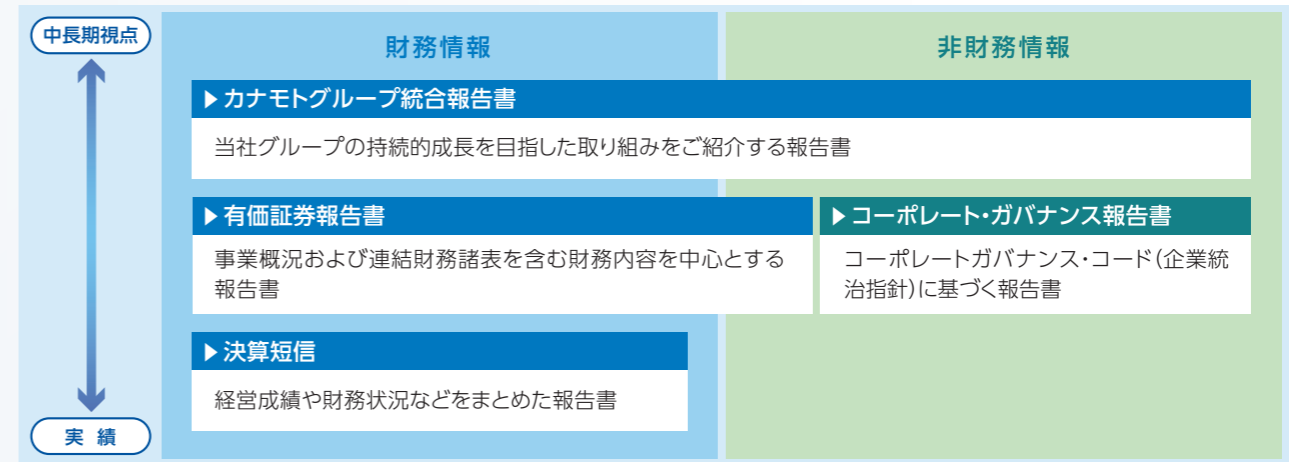 中長期視点
財務情報
非財務情報
▶カナモトグループ統合報告書
当社グループの持続的成長を目指した取り組みをご紹介する報告書
▶有価証券報告書
事業概況および連結財務諸表を含む財務内容を中心とする
報告書
▶コーポレート・ガバナンス報告書
コーポレートガバナンス・コード(企業統
治指針)に基づく報告書
▶決算短信
経営成績や財務状況などをまとめた報告書
実 績